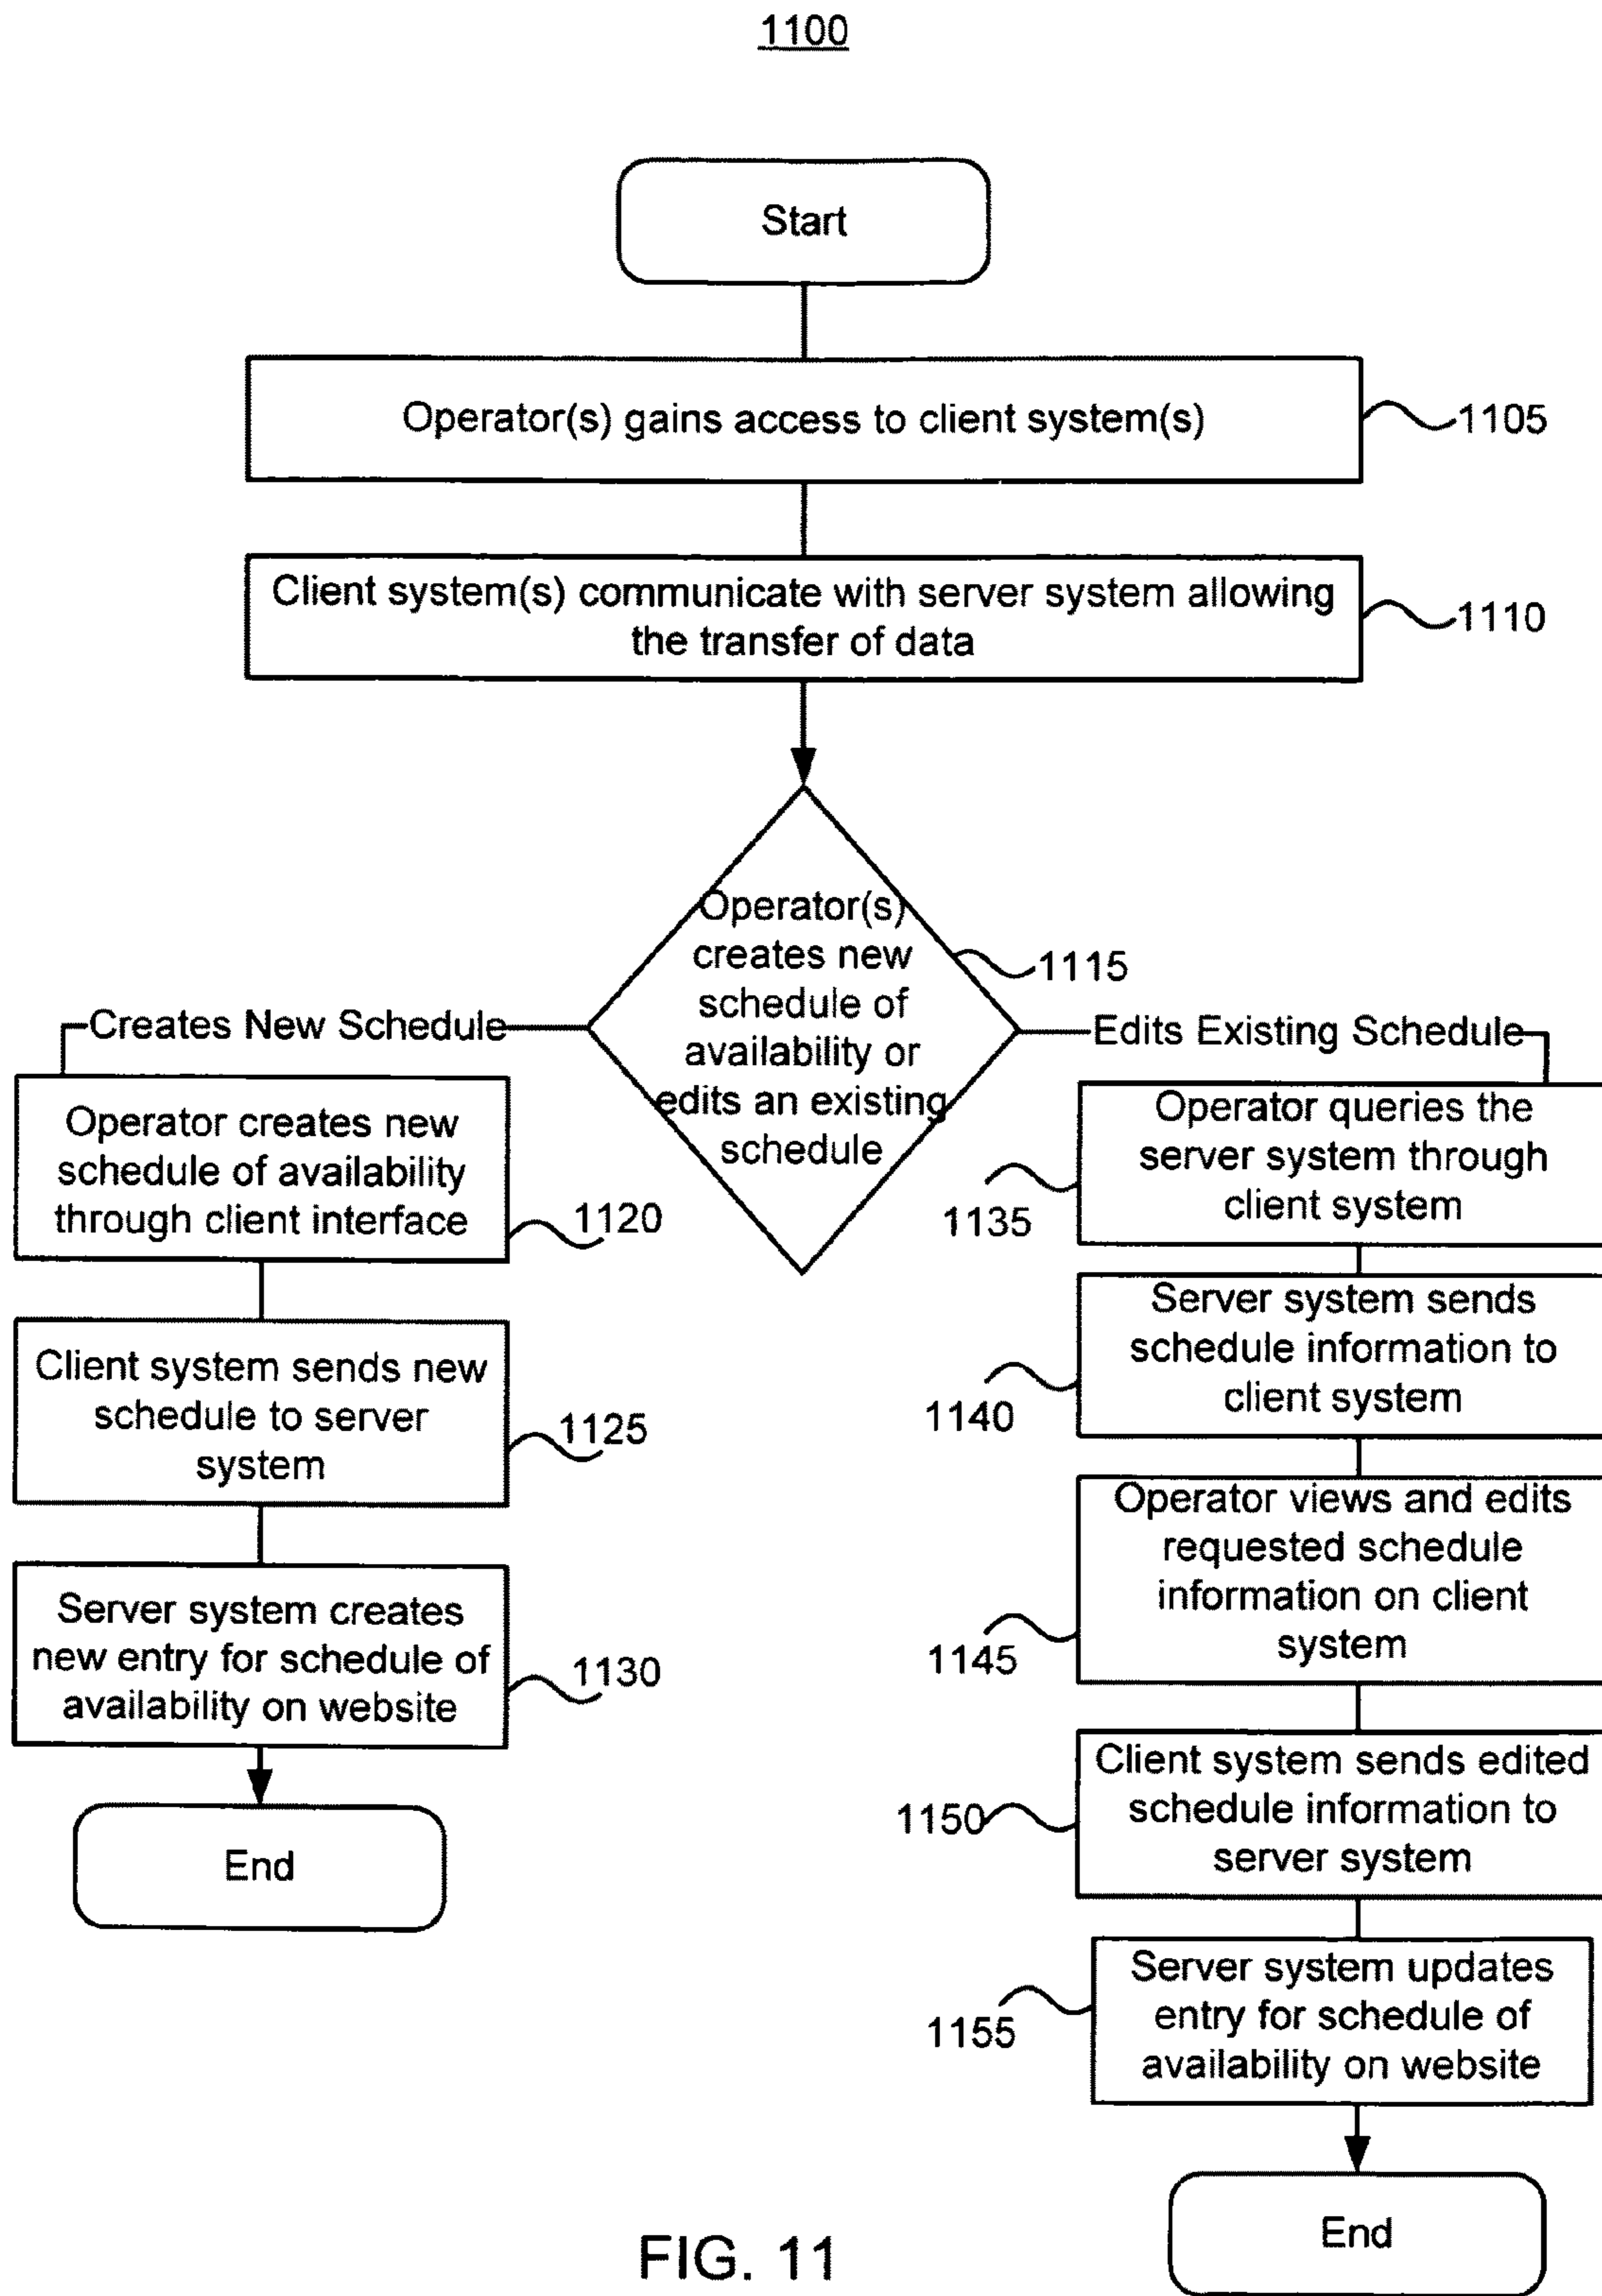 1100
Start
Operator(s) gains access to client system(s)
1105
Client system(s) communicate with server system allowing
the transfer of data
1110
Operator(s)
creates new
schedule of
availability or
edits an existing
schedule
1115
Creates New Schedule
Edits Existing Schedule
Operator creates new
schedule of availability
through client interface
1120
Client system sends new
schedule to server
system
1125
Server system creates
new entry for schedule of
availability on website
1130
End
Operator queries the
server system through
client system
1135
Server system sends
schedule information to
client system
1140
Operator views and edits
requested schedule
information on client
system
1145
Client system sends edited
schedule information to
server system
1150
Server system updates
entry for schedule of
availability on website
1155
End
FIG. 11